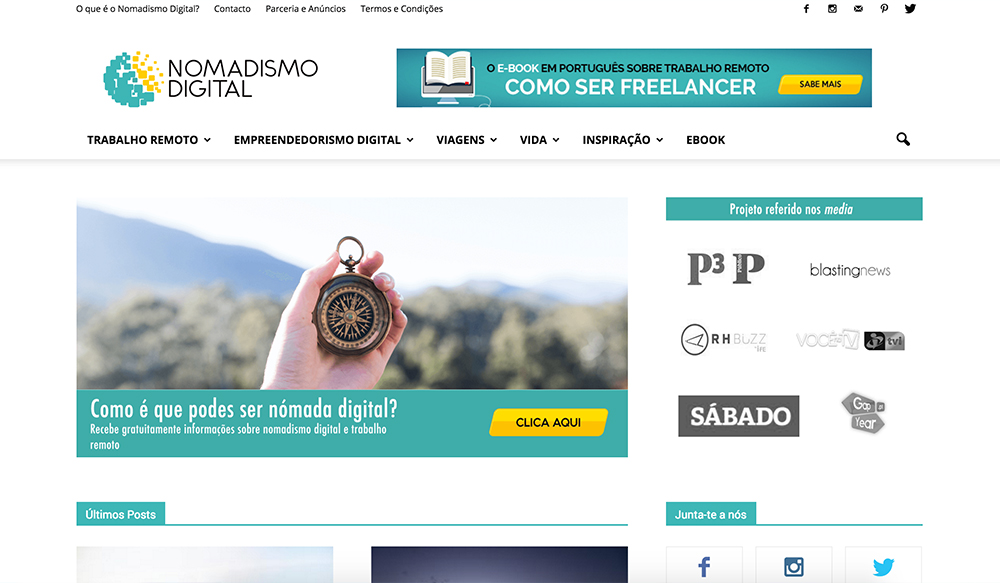 O que é o Nomadismo Digital? Contacto Parceria e Anúncios Termos e Condições
NOMADISMO
DIGITAL
O E-BOOK EM PORTUGUÊS SOBRE TRABALHO REMOTO
COMO SER FREELANCER
SABE MAIS
TRABALHO REMOTO EMPREENDEDORISMO DIGITAL VIAGENS VIDA INSPIRAÇÃO EBOOK
Projeto referido nos media
P3 P
blastingnews
RHBUZZ
VOCÊ NA TV tvi
SÁBADO
Gap
Year
Como é que podes ser nómada digital?
Recebe gratuitamente informações sobre nomadismo digital e trabalho
remoto
CLICA AQUI
Últimos Posts
Junta-te a nós